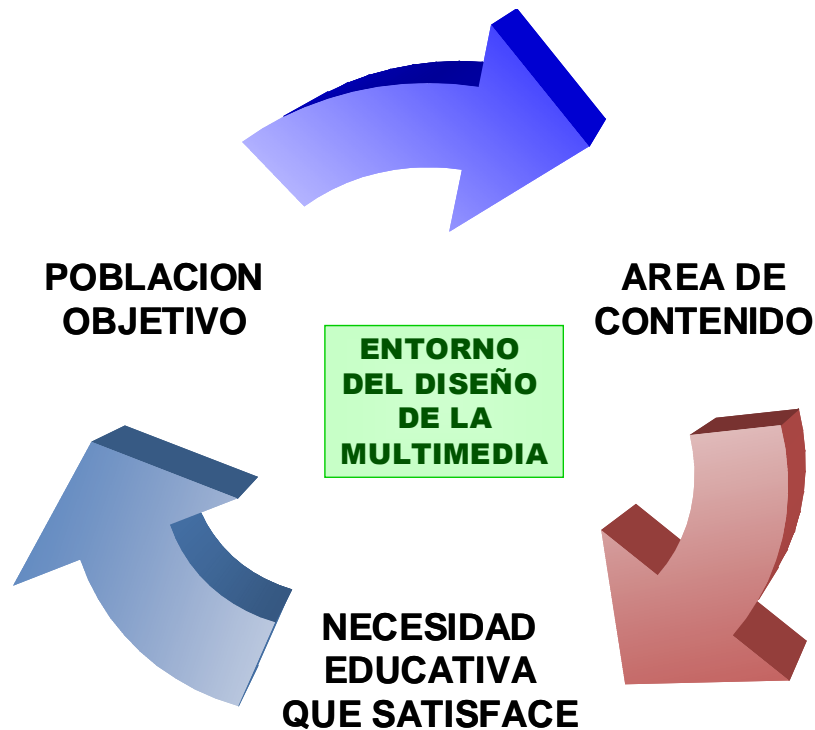 POBLACION
OBJETIVO
AREA DE
CONTENIDO
ENTORNO
DEL DISEÑO
DE LA
MULTIMEDIA
NECESIDAD
EDUCATIVA
QUE SATISFACE